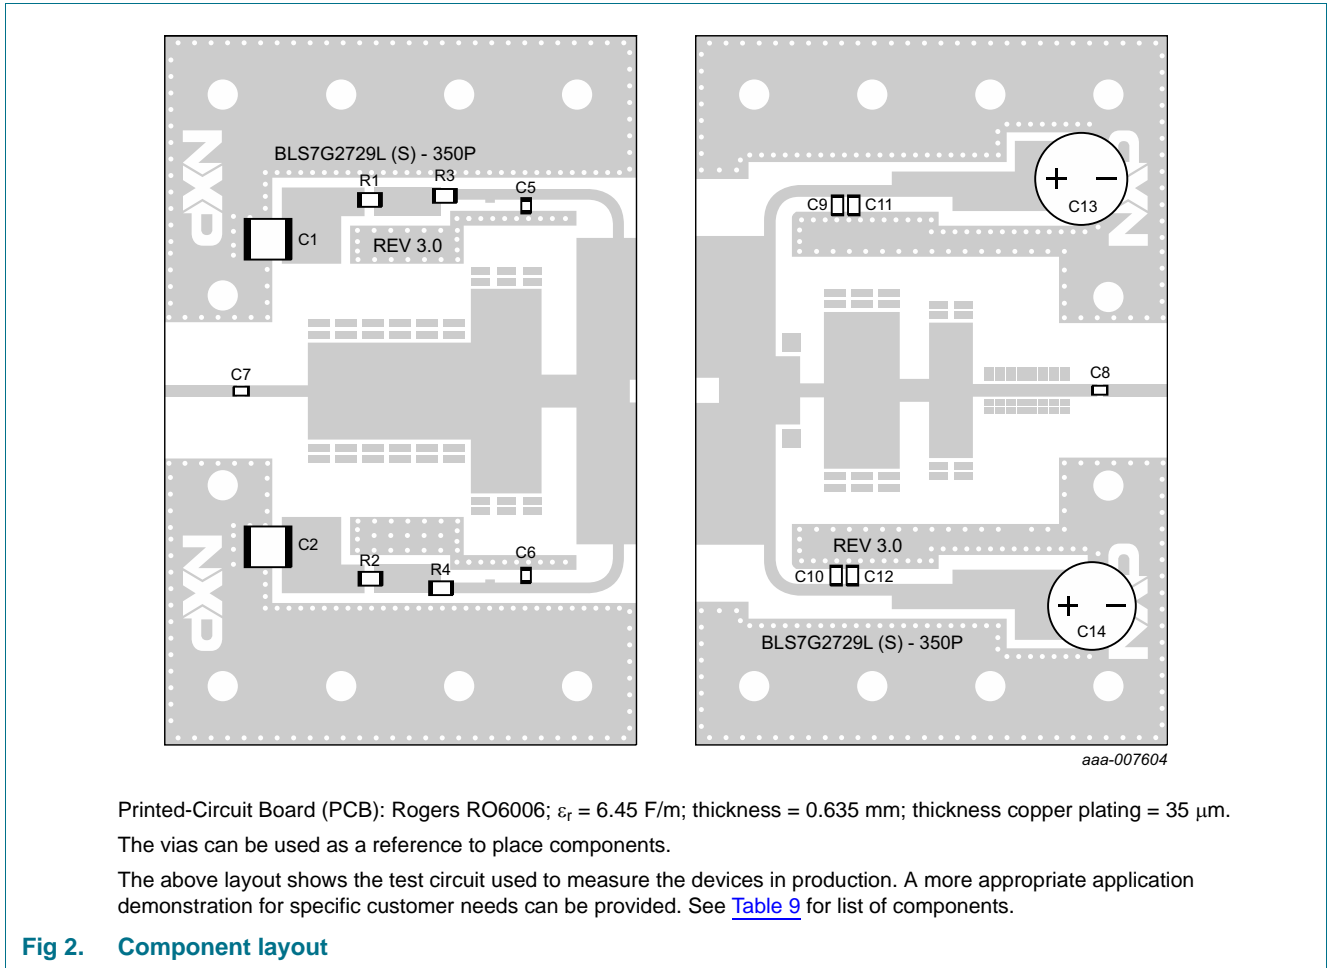 NXP
BLS7G2729L (S) - 350P
R1
R3
C5
C1
REV 3.0
C7
C2
R2
R4
C6
NXP
NXP
+ −
C13
C9
C11
C8
REV 3.0
C10
C12
+ −
C14
BLS7G2729L (S) - 350P
NXP
aaa-007604
Printed-Circuit Board (PCB): Rogers RO6006; εr = 6.45 F/m; thickness = 0.635 mm; thickness copper plating = 35 μm.
The vias can be used as a reference to place components.
The above layout shows the test circuit used to measure the devices in production. A more appropriate application
demonstration for specific customer needs can be provided. See Table 9 for list of components.
Fig 2. Component layout